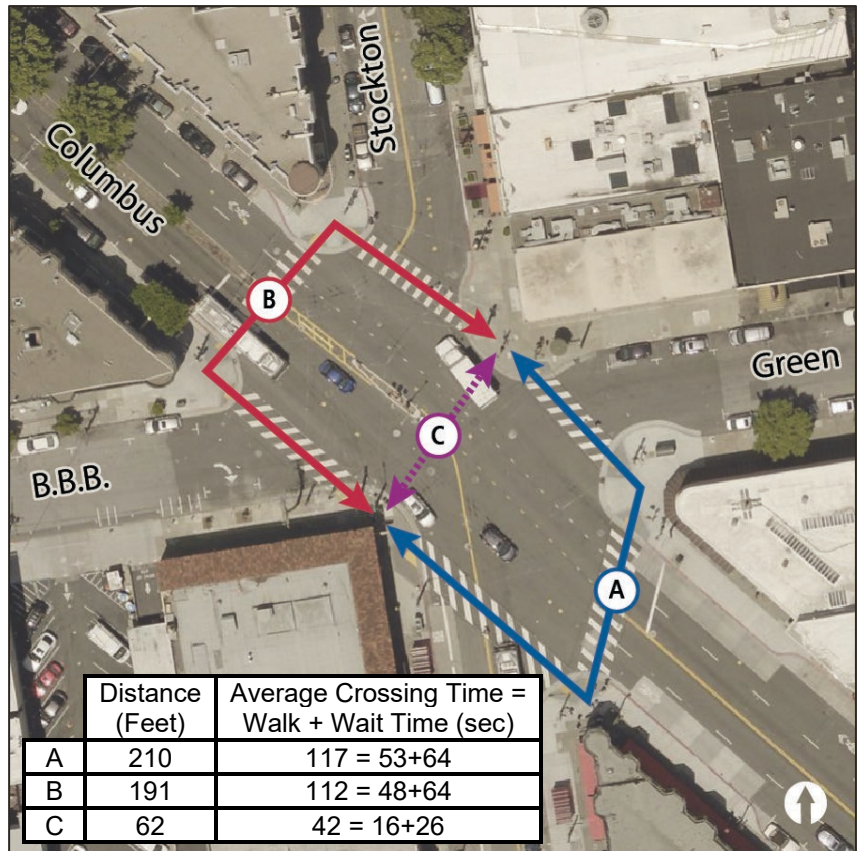 Stockton
Columbus
B
Green
C
B.B.B.
A
Distance (Feet) Average Crossing Time = Walk + Wait Time (sec)
A 210 117 = 53+64
B 191 112 = 48+64
C 62 42 = 16+26